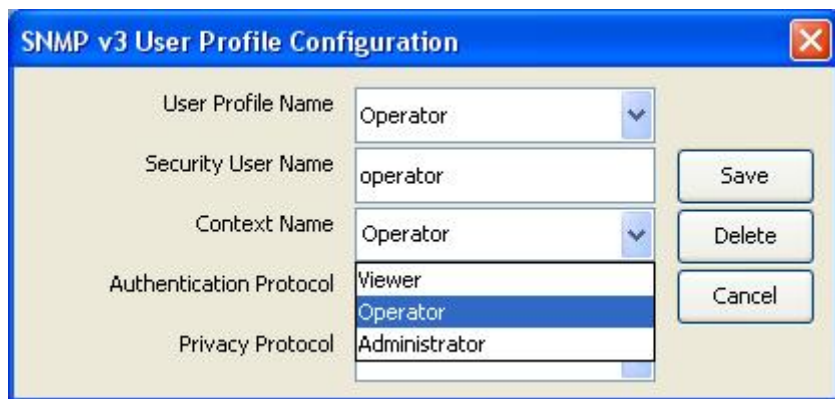 SNMP v3 User Profile Configuration
User Profile Name
Operator
Security User Name
operator
Save
Context Name
Operator
Delete
Authentication Protocol
Viewer
Operator
Administrator
Cancel
Privacy Protocol